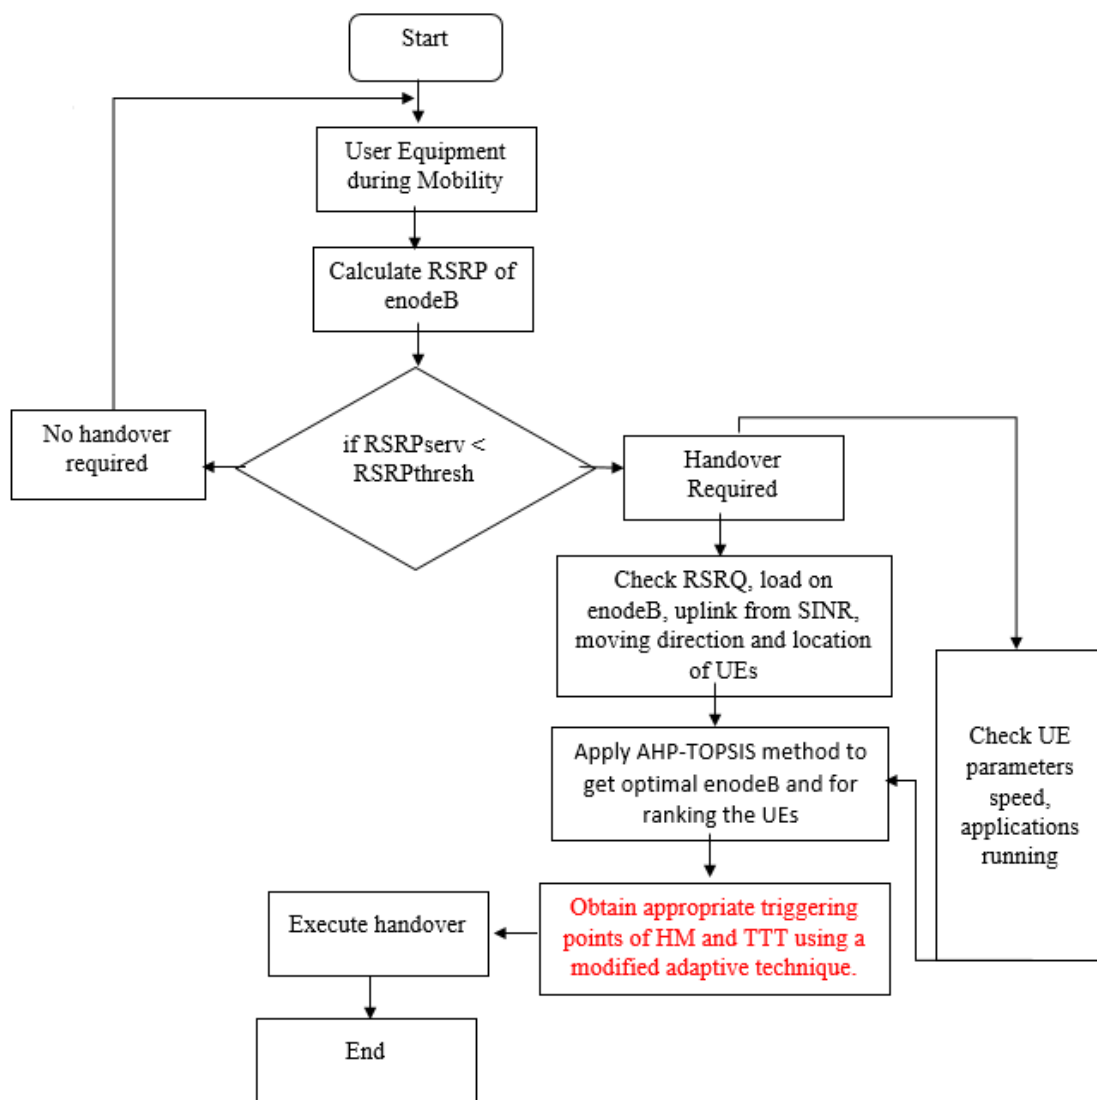 Start
User Equipment
during Mobility
Calculate RSRP of
enodeB
if RSRPserv <
RSRPthresh
No handover
required
Handover
Required
Check RSRQ, load on
enodeB, uplink from SINR,
moving direction and location
of UEs
Check UE
parameters
speed,
applications
running
Apply AHP-TOPSIS method to
get optimal enodeB and for
ranking the UEs
Obtain appropriate triggering
points of HM and TTT using a
modified adaptive technique.
Execute handover
End